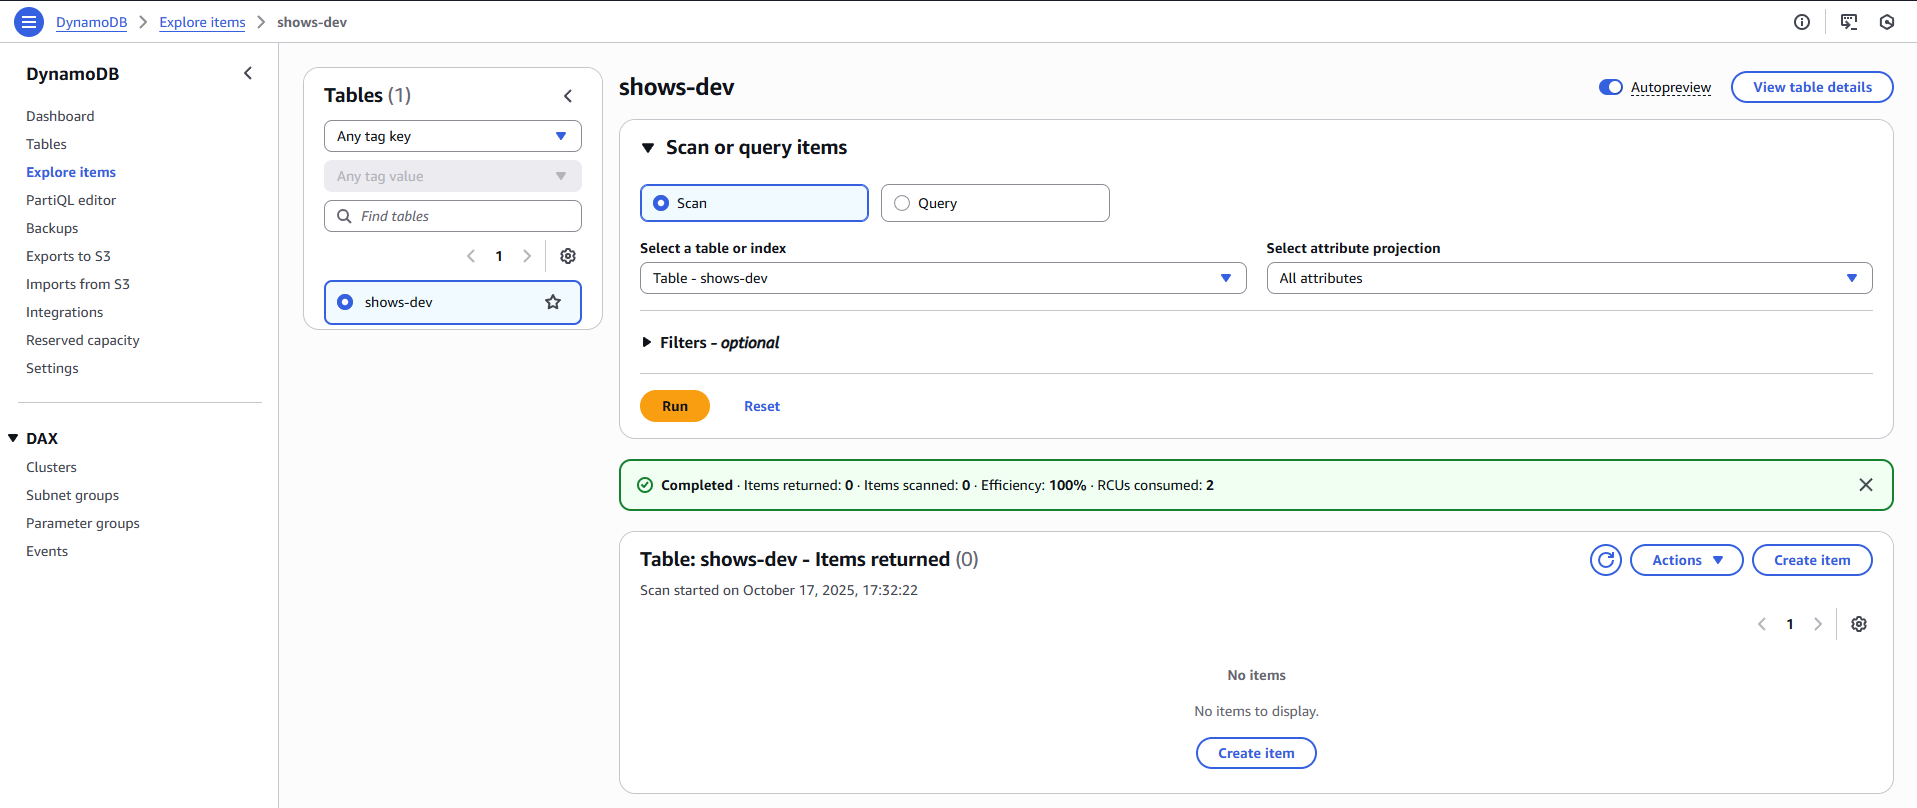 DynamoDB > Explore items > shows-dev
DynamoDB
Dashboard
Tables
Explore items
PartiQL editor
Backups
Exports to S3
Imports from S3
Integrations
Reserved capacity
Settings
DAX
Clusters
Subnet groups
Parameter groups
Events
Tables (1)
Any tag key
Any tag value
Find tables
1
shows-dev
shows-dev
Autopreview
View table details
Scan or query items
Scan
Query
Select a table or index
Table - shows-dev
Select attribute projection
All attributes
Filters - optional
Run
Reset
Completed · Items returned: 0 · Items scanned: 0 · Efficiency: 100% · RCUs consumed: 2
Table: shows-dev - Items returned (0)
Actions
Create item
Scan started on October 17, 2025, 17:32:22
1
No items
No items to display.
Create item